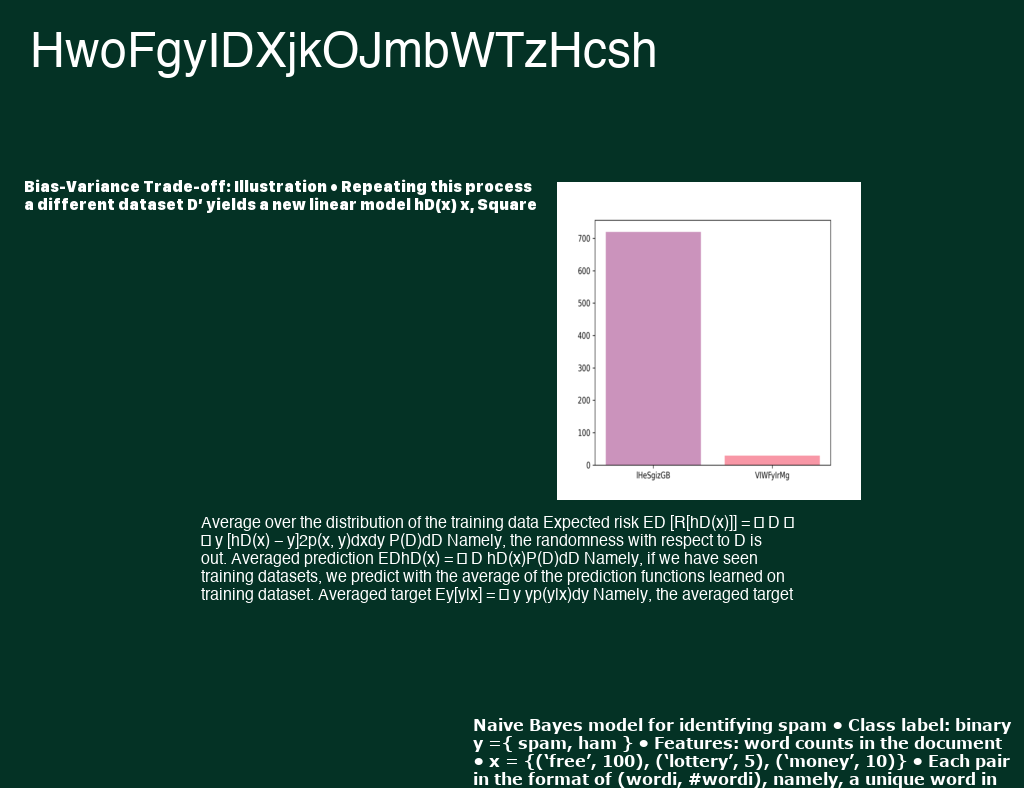 HwoFgyIDXjkOJmbWTzHcsh
Bias-Variance Trade-off: Illustration • Repeating this process
a different dataset D′ yields a new linear model hD(x) x, Square
700
600
500
400
300
200
100
0
VIWFyIrMg
Average over the distribution of the training data Expected risk ED [R[hD(x)]] = D
y [hD(x) – y]2p(x, y)dxdy P(D)dD Namely, the randomness with respect to D is
out. Averaged prediction EDhD(x) = D hD(x)P(D)dD Namely, if we have seen
training datasets, we predict with the average of the prediction functions learned on
training dataset. Averaged target Ey[y|x] = y yp(y|x)dy Namely, the averaged target
Naive Bayes model for identifying spam • Class label: binary
y ={ spam, ham } • Features: word counts in the document
• x = {(‘free’, 100), (‘lottery’, 5), (‘money’, 10)} • Each pair
in the format of (wordi, #wordi), namely, a unique word in